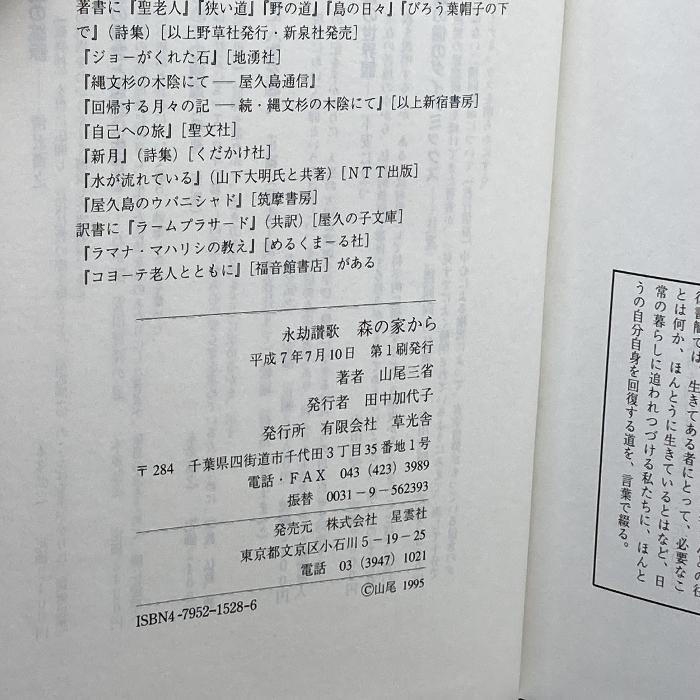 著書に『聖老人』『狭い道』『野の道』『島の日々』『びろう葉帽子の下
で』（詩集）［以上野草社発行・新泉社発売］
『ジョーがくれた石』［地湧社］
『縄文杉の木陰にて ― 屋久島通信』
『回帰する月々の記 ― 続・縄文杉の木陰にて』［以上新宿書房］
『自己への旅』［聖文社］
『新月』（詩集）［くだかけ社］
『水が流れている』（山下大明氏と共著）［ＮＴＴ出版］
『屋久島のウパニシャド』［筑摩書房］
訳書に『ラームプラサード』（共訳）［屋久の子文庫］
『ラマナ・マハリシの教え』［めるくまーる社］
『コヨーテ老人とともに』［福音館書店］がある
永劫讃歌　森の家から
平成７年７月10日　第１刷発行
著者　山尾三省
発行者　田中加代子
発行所　有限会社　草光舎
〒284　千葉県四街道市千代田３丁目35番地１号
電話・ＦＡＸ　043（423）3989
振替　0031－9－562393
発売元　株式会社　星雲社
東京都文京区小石川５－19－25
電話　03（3947）1021
©山尾 1995
ISBN4-7952-1528-6
生きてある者にとって、必要なこ
とは何か、ほんとうに生きているとはなど、日
常の暮らしに追われつづける私たちに、ほんと
うの自分自身を回復する道を、言葉で綴る。